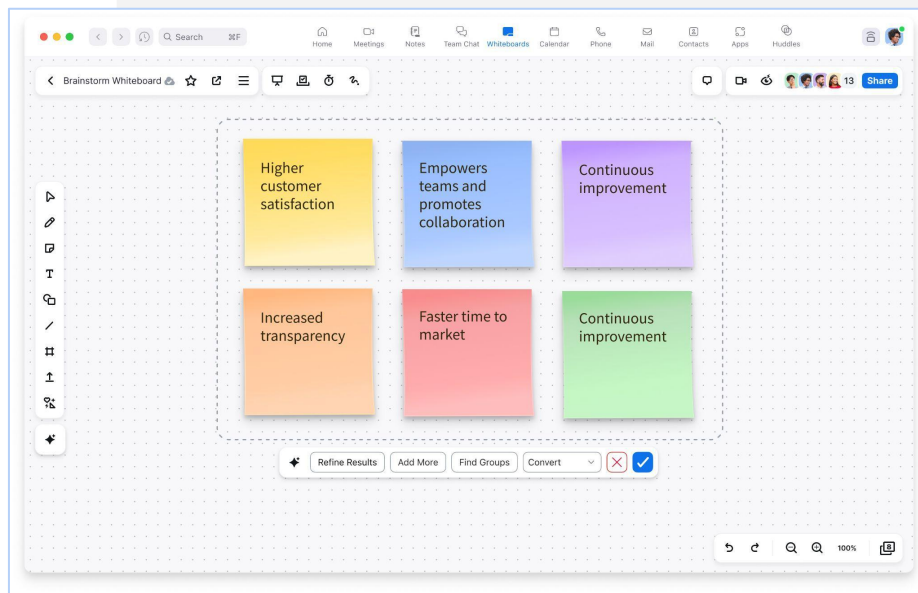 Search ⌘F
Home
Meetings
Notes
Team Chat
Whiteboards
Calendar
Phone
Mail
Contacts
Apps
Huddles
Brainstorm Whiteboard
13
Share
Higher
customer
satisfaction
Empowers
teams and
promotes
collaboration
Continuous
improvement
Increased
transparency
Faster time to
market
Continuous
improvement
T
Refine Results
Add More
Find Groups
Convert
100%